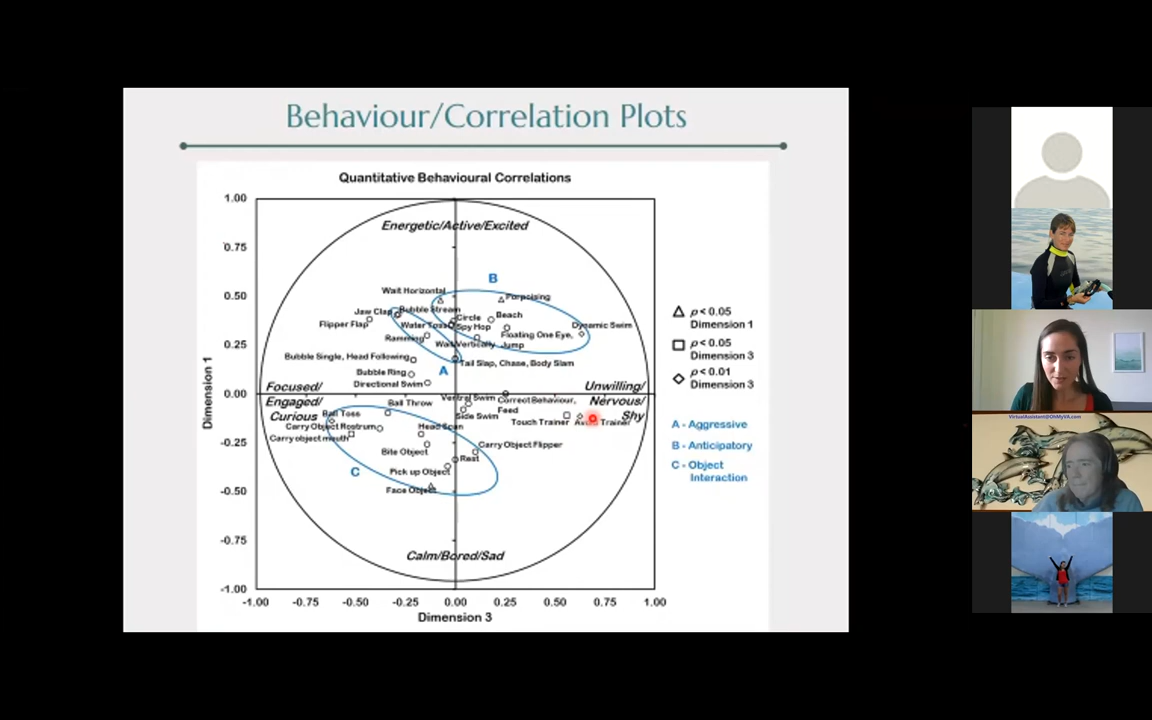 Behaviour/Correlation Plots
Quantitative Behavioural Correlations
1.00
Energetic/Active/Excited
0.75
B
Wait Horizontal
0.50
Porpoising
Jaw Clap
Bubble Stream
Circle
Beach
Flipper Flap
Water Toss
Spy Hop
Dynamic Swim
Ramming
Floating One Eye,
0.25
Wait Vertically
Jump
Bubble Single, Head Following
Tail Slap, Chase, Body Slam
Bubble Ring
A
Directional Swim
Dimension 1
0.00
Focused/
Engaged/
Curious
Unwilling/
Nervous/
Shy
Ball Throw
Ventral Swim
Correct Behaviour,
Feed
Ball Toss
Side Swim
Touch Trainer
Trainer
Carry Object Rostrum
Head Scan
Carry object mouth
-0.25
Carry Object Flipper
Bite Object
Rest
C
Pick up Object
-0.50
Face Object
Calm/Bored/Sad
-0.75
-1.00
-1.00 -0.75 -0.50 -0.25 0.00 0.25 0.50 0.75 1.00
Dimension 3
p < 0.05
Dimension 1
p < 0.05
Dimension 3
p < 0.01
Dimension 3
A - Aggressive
B - Anticipatory
C - Object
Interaction
VirtualAssistant@OhMyVA.com